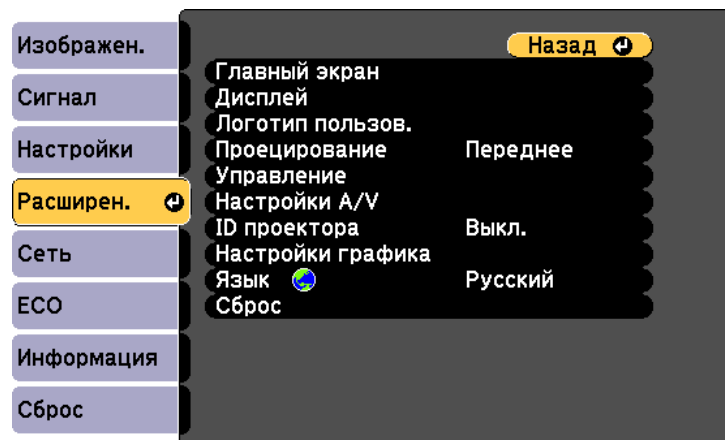 Изображен.
Сигнал
Настройки
Расширен.
Сеть
ECO
Информация
Сброс
Назад
Главный экран
Дисплей
Логотип пользов.
Проецирование Переднее
Управление
Настройки A/V
ID проектора Выкл.
Настройки графика
Язык Русский
Сброс